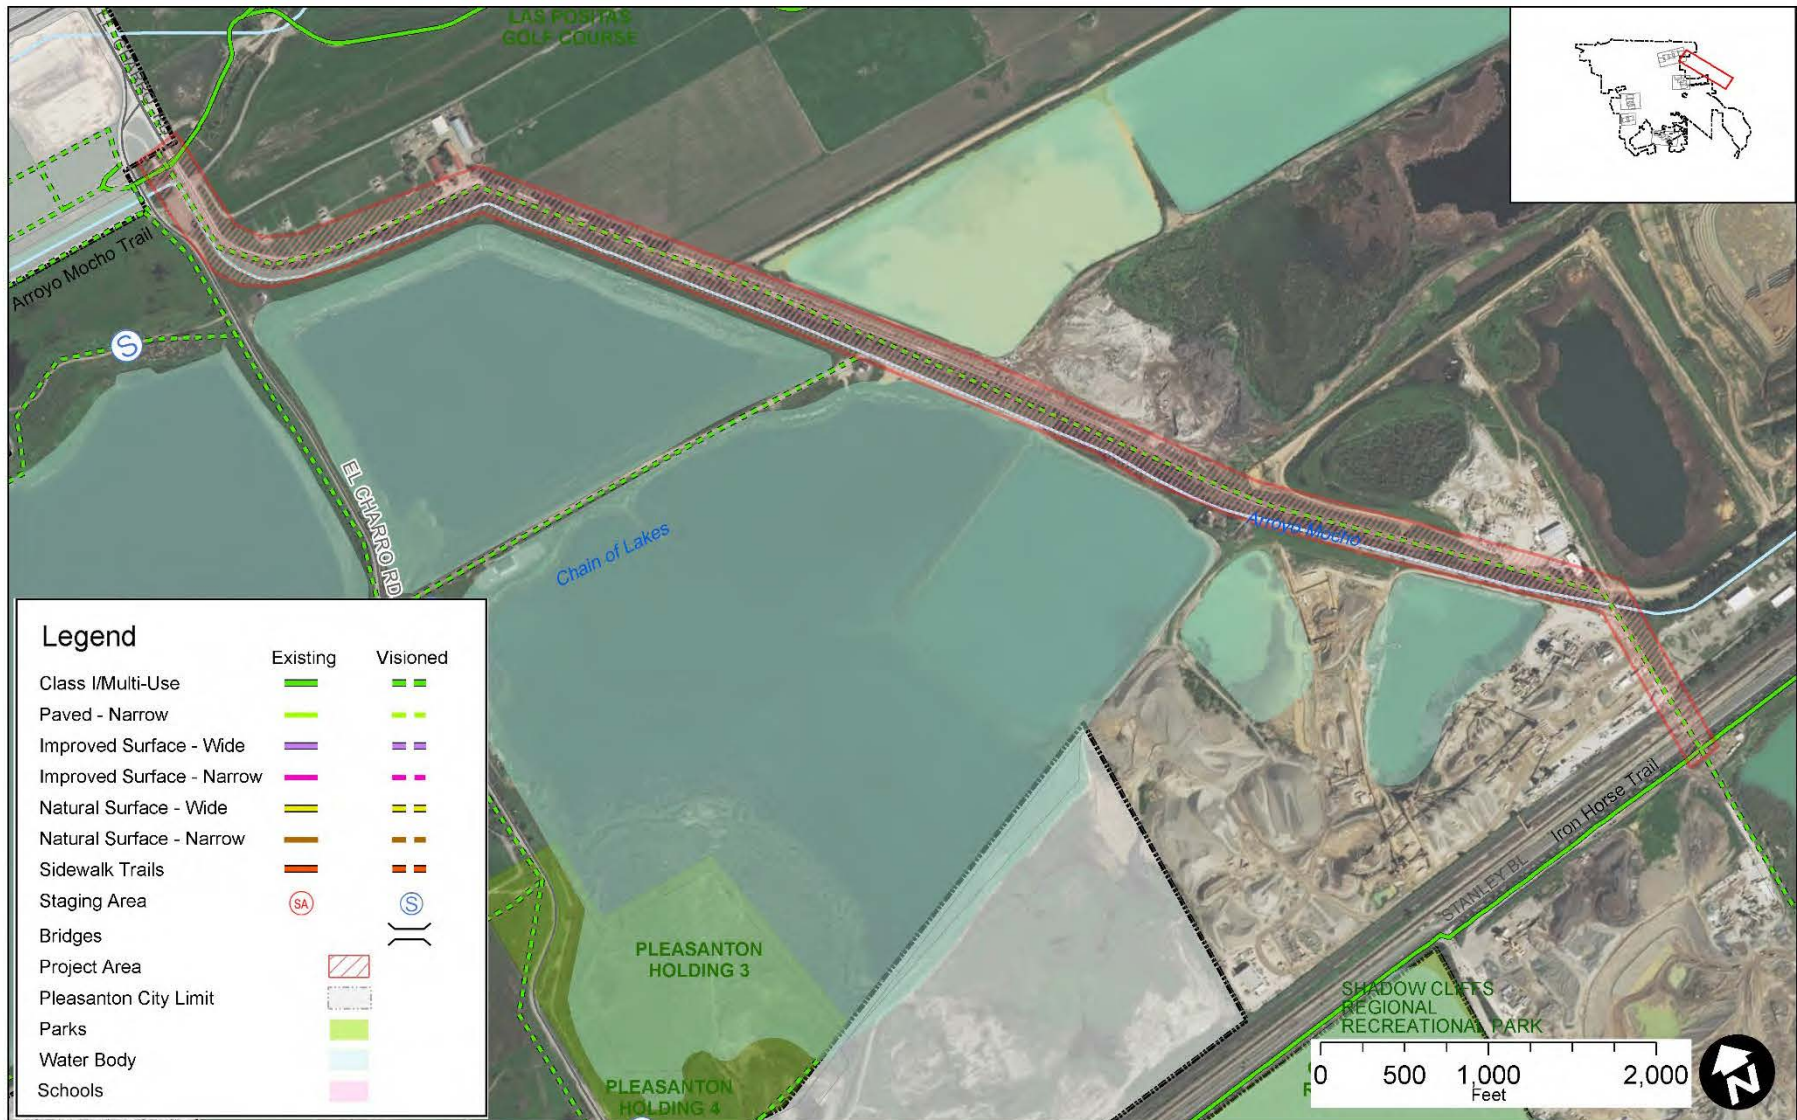 LAS POSITAS
GOLF COURSE
Arroyo Mocho Trail
S
EL CHARRO RD
Chain of Lakes
Arroyo Mocho
Iron Horse Trail
STANLEY BL
PLEASANTON
HOLDING 3
PLEASANTON
HOLDING 4
SHADOW CLIFFS
REGIONAL
RECREATIONAL PARK
Legend
Existing Visioned
Class I/Multi-Use
Paved - Narrow
Improved Surface - Wide
Improved Surface - Narrow
Natural Surface - Wide
Natural Surface - Narrow
Sidewalk Trails
Staging Area SA S
Bridges
Project Area
Pleasanton City Limit
Parks
Water Body
Schools
0 500 1,000 2,000
Feet
N